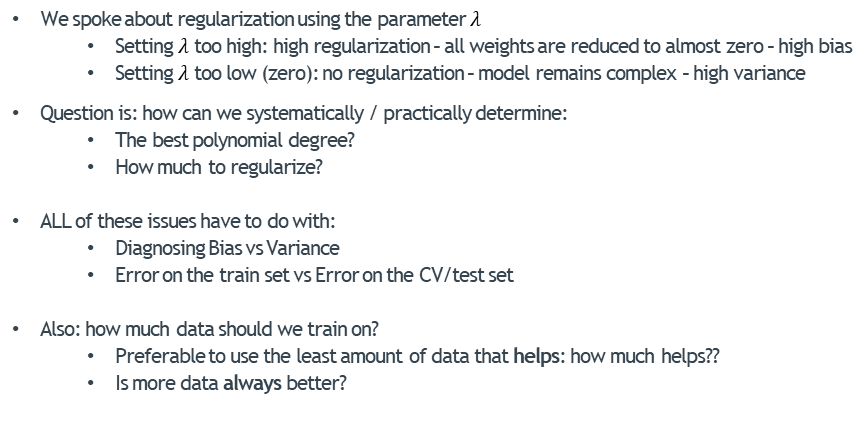 • We spoke about regularization using the parameter λ
• Setting λ too high: high regularization – all weights are reduced to almost zero – high bias
• Setting λ too low (zero): no regularization – model remains complex – high variance
• Question is: how can we systematically / practically determine:
• The best polynomial degree?
• How much to regularize?
• ALL of these issues have to do with:
• Diagnosing Bias vs Variance
• Error on the train set vs Error on the CV/test set
• Also: how much data should we train on?
• Preferable to use the least amount of data that helps: how much helps??
• Is more data always better?